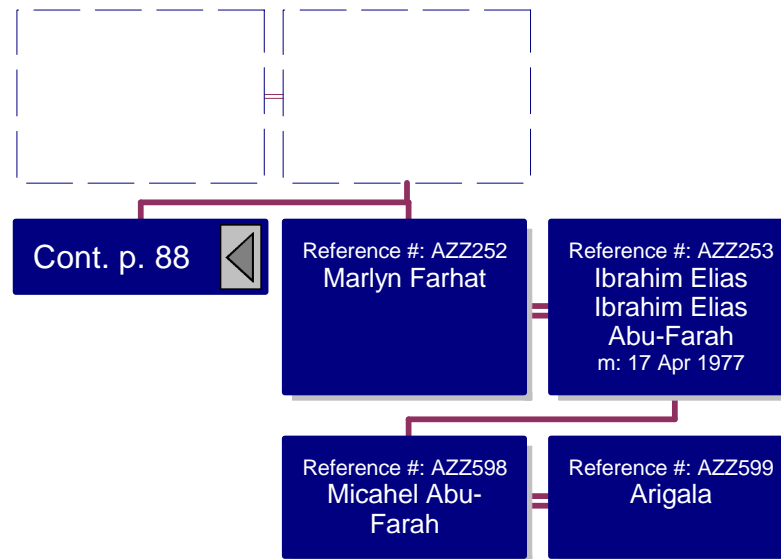 Cont. p. 88
Reference #: AZZ252
Marlyn Farhat
Reference #: AZZ253
Ibrahim Elias
Ibrahim Elias
Abu-Farah
m: 17 Apr 1977
Reference #: AZZ598
Micahel Abu-
Farah
Reference #: AZZ599
Arigala